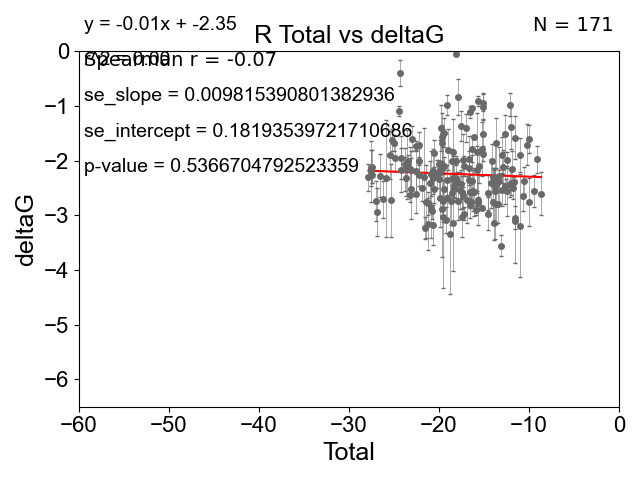 y = -0.01x + -2.35
R Total vs deltaG
N = 171
Spearman r = -0.07
se_slope = 0.009815390801382936
se_intercept = 0.18193539721710686
p-value = 0.5366704792523359
deltaG
0
−1
−2
−3
−4
−5
−6
−60
−50
−40
−30
−20
−10
0
Total